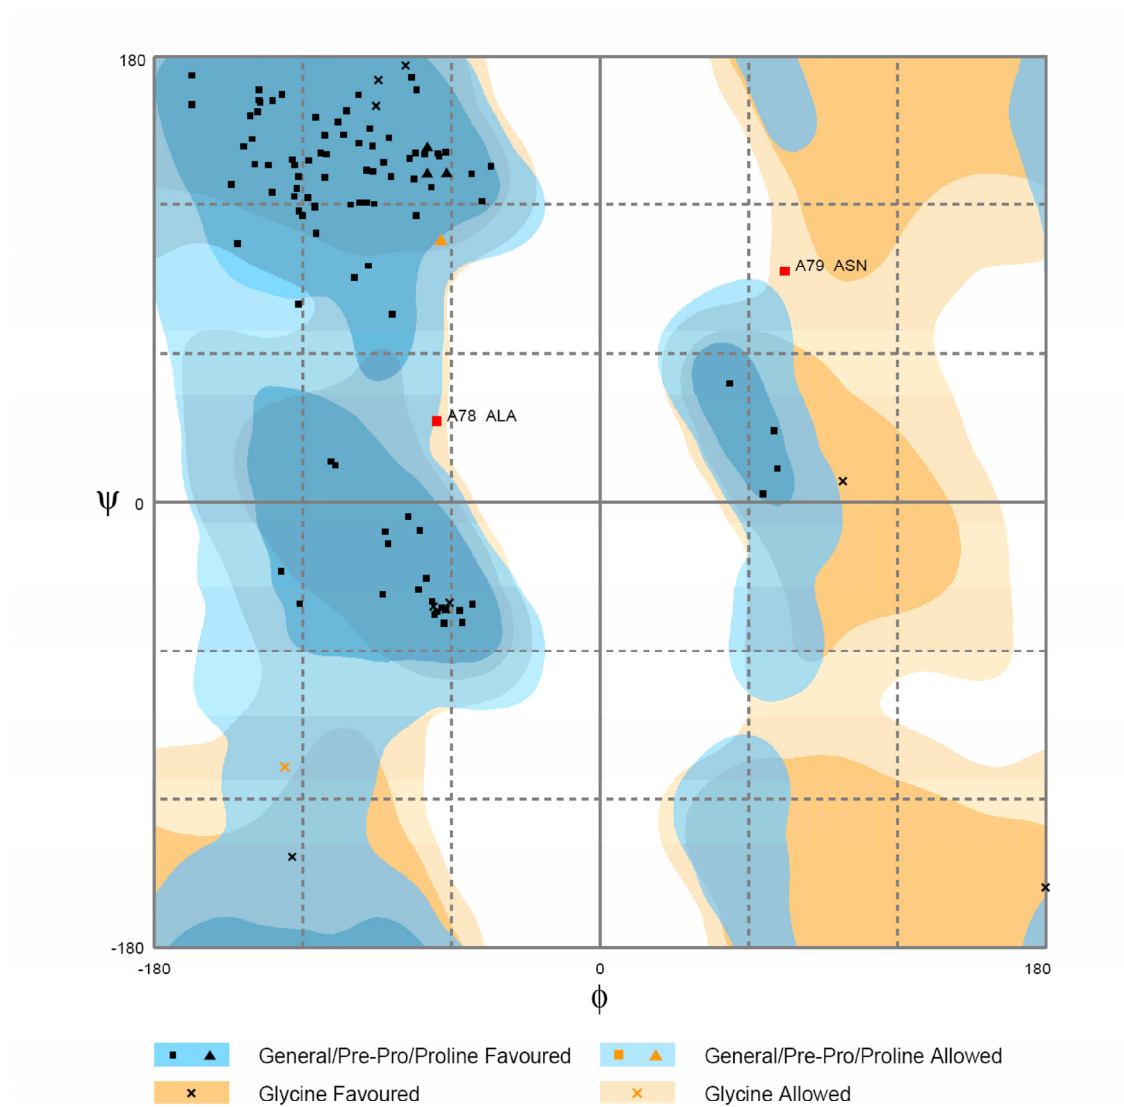 180
A79 ASN
A78 ALA
ψ
0
-180
-180
0
180
ϕ
General/Pre-Pro/Proline Favoured
General/Pre-Pro/Proline Allowed
Glycine Favoured
Glycine Allowed